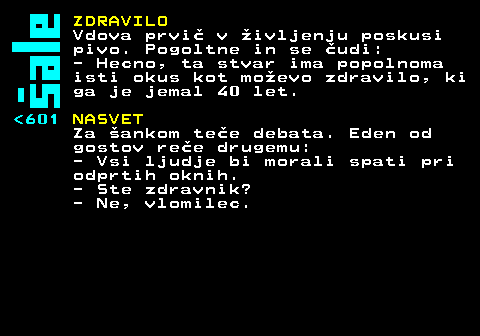 šale
ZDRAVILO
Vdova prvič v življenju poskusi
pivo. Pogoltne in se čudi:
- Hecno, ta stvar ima popolnoma
isti okus kot moževo zdravilo, ki
ga je jemal 40 let.
<601 NASVET
Za šankom teče debata. Eden od
gostov reče drugemu:
- Vsi ljudje bi morali spati pri
odprtih oknih.
- Ste zdravnik?
- Ne, vlomilec.